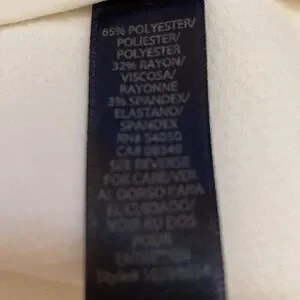 65% POLYESTER/
POLIESTER/
POLYESTER
32% RAYON/
VISCOSA/
RAYONNE
3% SPANDEX/
ELASTANO/
SPANDEX
RN# 54050
CA#
SEE REVERSE
FOR CARE/VER
AL DORSO PARA
EL CUIDADO/
VOIR AU DOS
POUR
ENTRETIEN